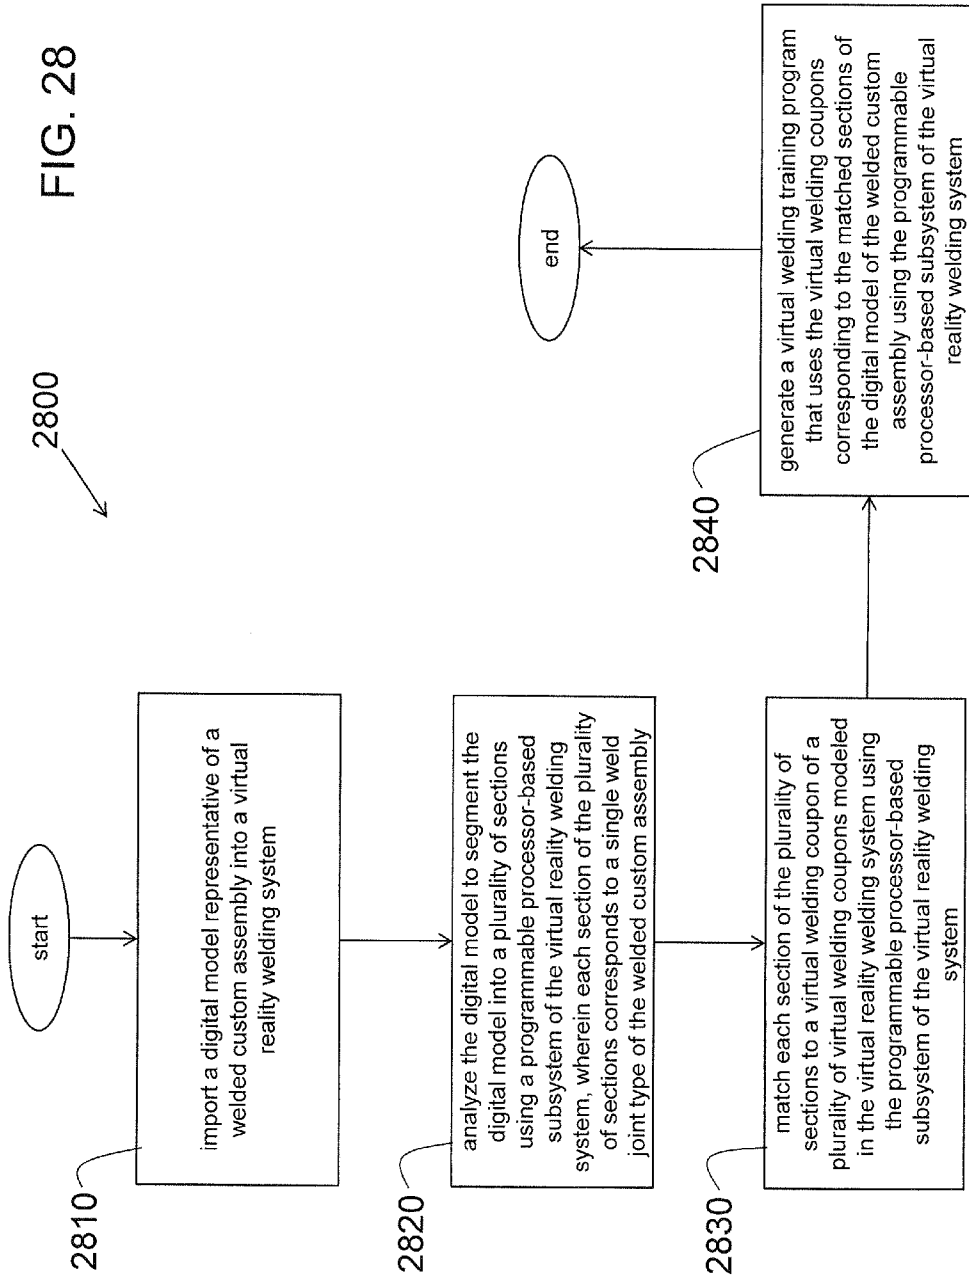 FIG. 28
2800
start
2810
import a digital model representative of a
welded custom assembly into a virtual
reality welding system
2820
analyze the digital model to segment the
digital model into a plurality of sections
using a programmable processor-based
subsystem of the virtual reality welding
system, wherein each section of the plurality
of sections corresponds to a single weld
joint type of the welded custom assembly
2830
match each section of the plurality of
sections to a virtual welding coupon of a
plurality of virtual welding coupons modeled
in the virtual reality welding system using
the programmable processor-based
subsystem of the virtual reality welding
system
2840
generate a virtual welding training program
that uses the virtual welding coupons
corresponding to the matched sections of
the digital model of the welded custom
assembly using the programmable
processor-based subsystem of the virtual
reality welding system
end